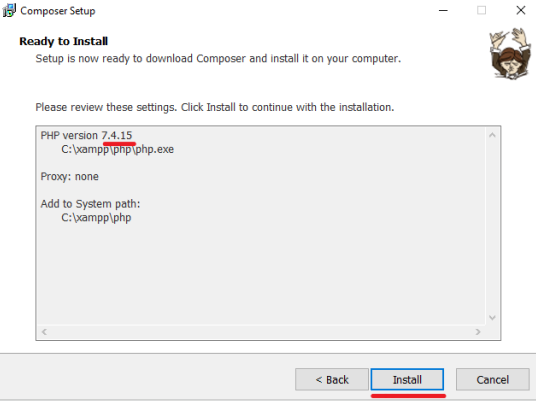 Composer Setup
Ready to Install
Setup is now ready to download Composer and install it on your computer.
Please review these settings. Click Install to continue with the installation.
PHP version 7.4.15
C:\xampp\php\php.exe
Proxy: none
Add to System path:
C:\xampp\php
< Back
Install
Cancel